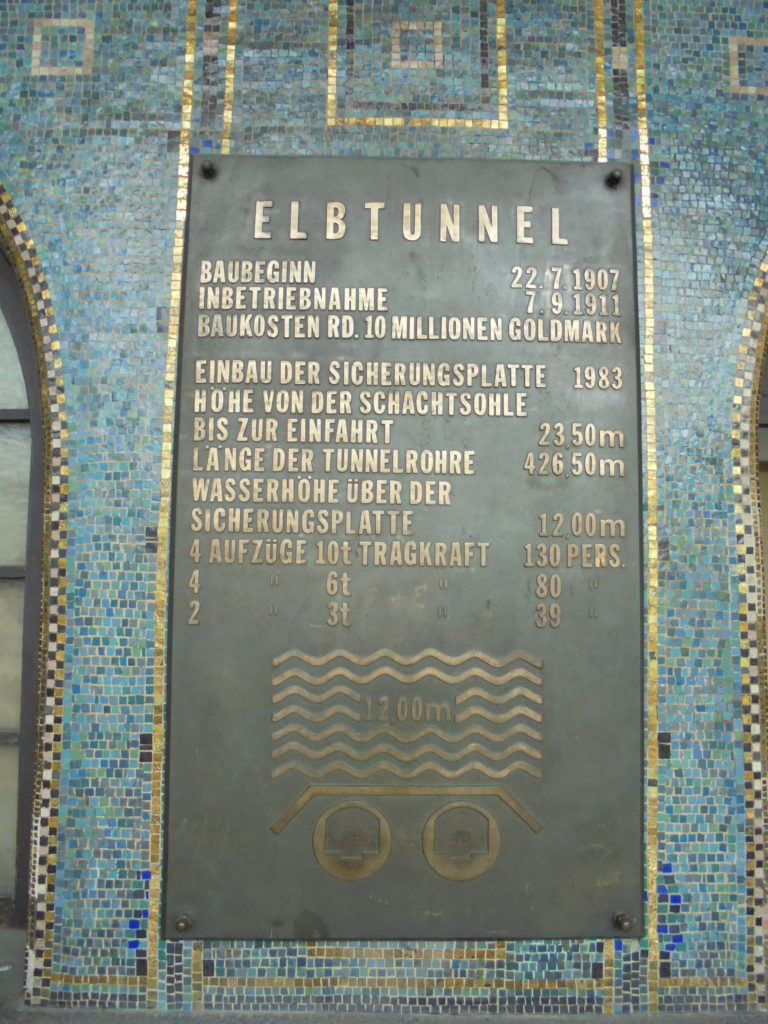 ELBTUNNEL
BAUBEGINN 22.7.1907
INBETRIEBNAHME 7.9.1911
BAUKOSTEN RD. 10 MILLIONEN GOLDMARK
EINBAU DER SICHERUNGSPLATTE 1983
HÖHE VON DER SCHACHTSOHLE
BIS ZUR EINFAHRT 23,50m
LÄNGE DER TUNNELROHRE 426,50m
WASSERHÖHE ÜBER DER
SICHERUNGSPLATTE 12,00m
4 AUFZÜGE 10t TRAGKRAFT 130 PERS.
4 " 6t " 80 "
2 " 3t " 39 "
12,00m